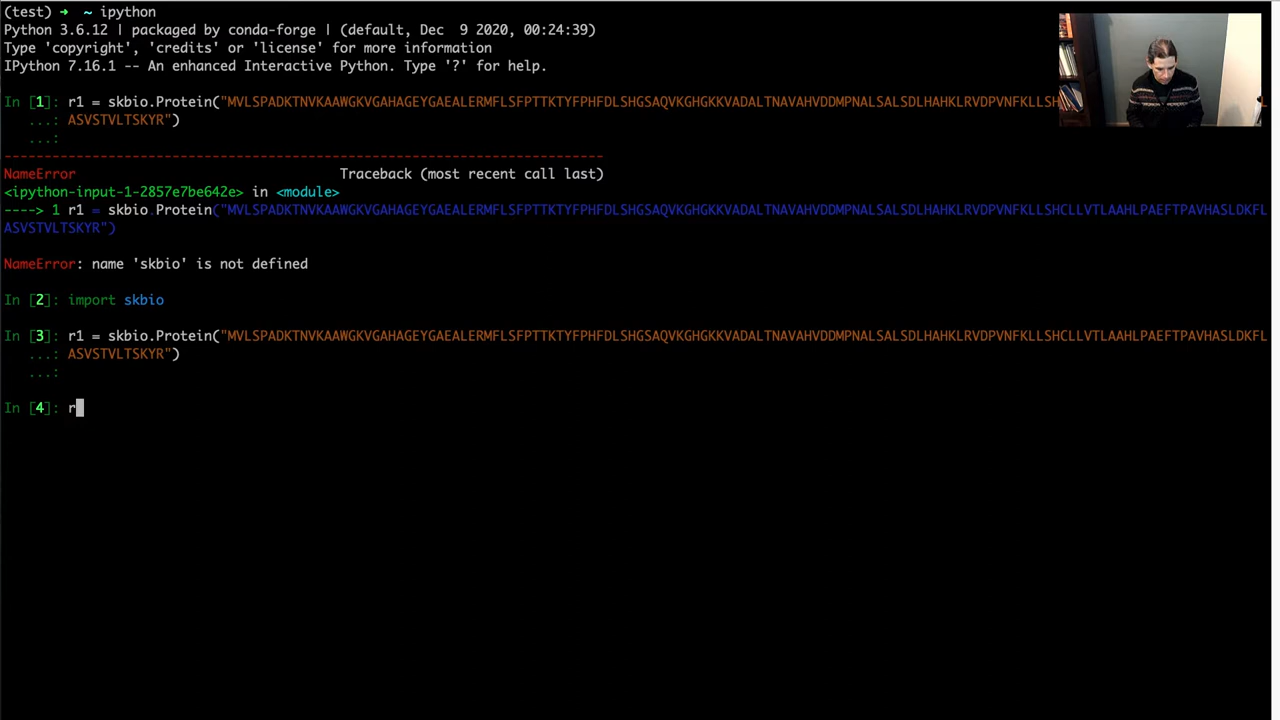 (test) ➜ ~ ipython
Python 3.6.12 | packaged by conda-forge | (default, Dec  9 2020, 00:24:39)
Type 'copyright', 'credits' or 'license' for more information
IPython 7.16.1 -- An enhanced Interactive Python. Type '?' for help.
In [1]: r1 = skbio.Protein("MVLSPADKTNVKAAWGKVGAHAGEYGAEALERMFLSFPTTKTYFPHFDLSHGSAQVKGHGKKVADALTNAVAHVDDMPNALSALSDLHAHKLRVDPVNFKLLSH L
...: ASVSTVLTSKYR")
...:
---------------------------------------------------------------------------
NameError Traceback (most recent call last)
<ipython-input-1-2857e7be642e> in <module>
----> 1 r1 = skbio.Protein("MVLSPADKTNVKAAWGKVGAHAGEYGAEALERMFLSFPTTKTYFPHFDLSHGSAQVKGHGKKVADALTNAVAHVDDMPNALSALSDLHAHKLRVDPVNFKLLSHCLLVTLAAHLPAEFTPAVHASLDKFL
ASVSTVLTSKYR")
NameError: name 'skbio' is not defined
In [2]: import skbio
In [3]: r1 = skbio.Protein("MVLSPADKTNVKAAWGKVGAHAGEYGAEALERMFLSFPTTKTYFPHFDLSHGSAQVKGHGKKVADALTNAVAHVDDMPNALSALSDLHAHKLRVDPVNFKLLSHCLLVTLAAHLPAEFTPAVHASLDKFL
...: ASVSTVLTSKYR")
...:
In [4]: r